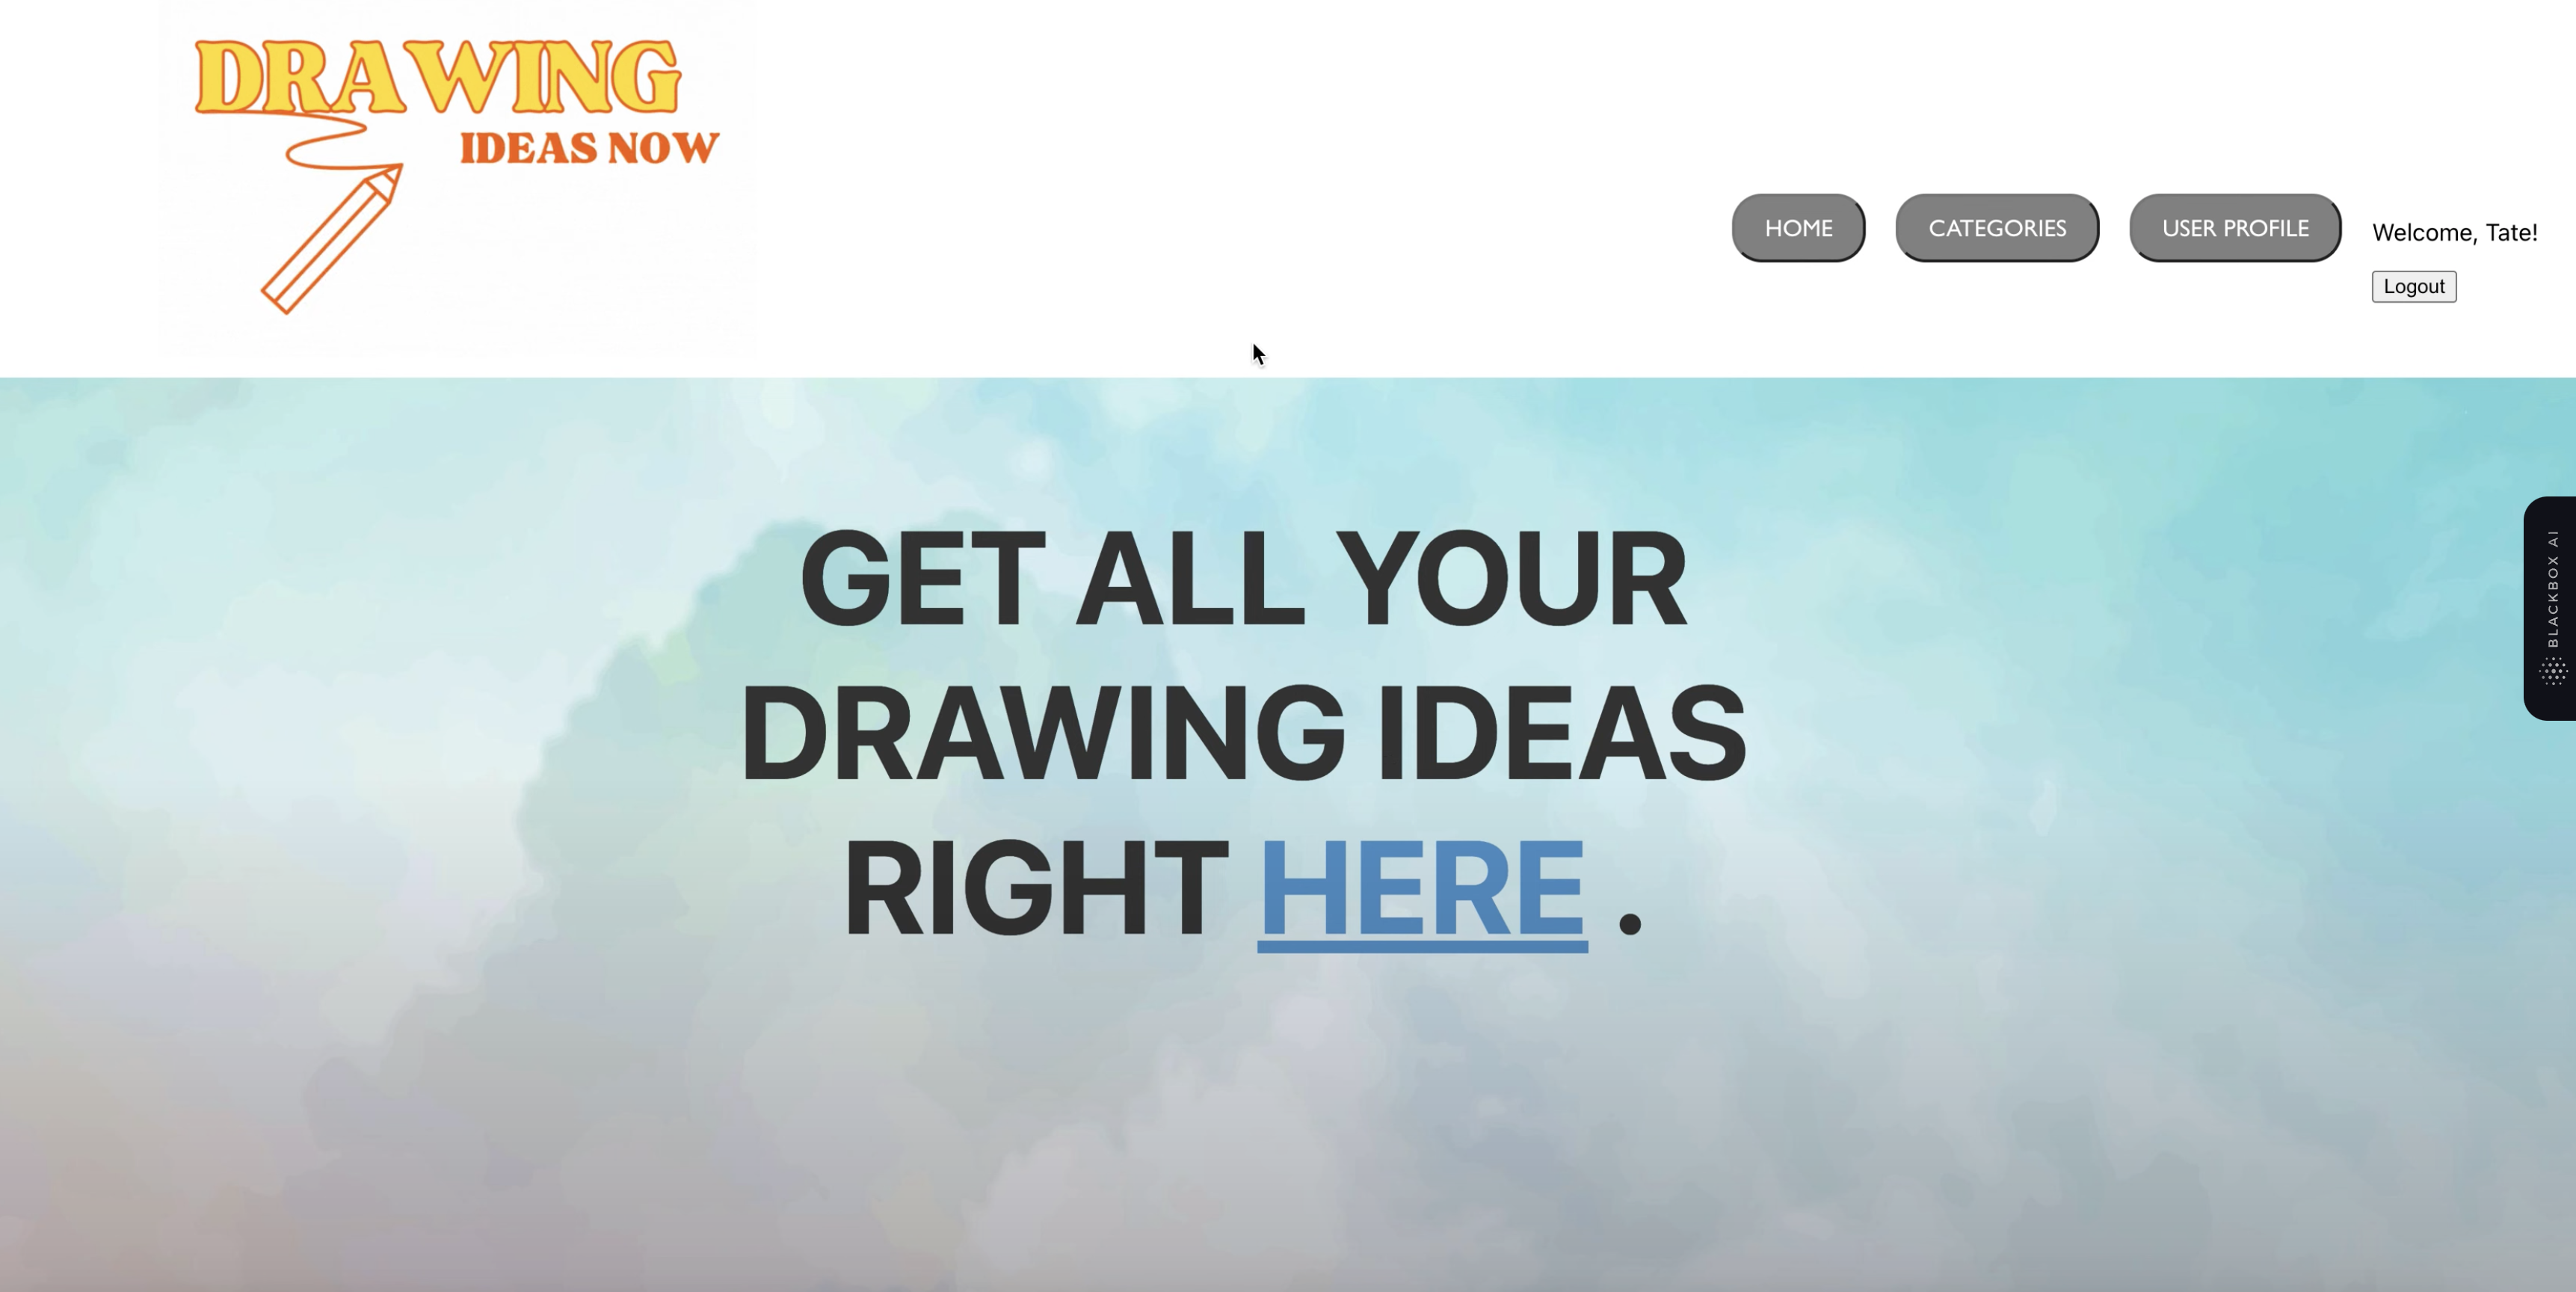 DRAWING
IDEAS NOW
HOME
CATEGORIES
USER PROFILE
Welcome, Tate!
Logout
GET ALL YOUR
DRAWING IDEAS
RIGHT HERE .
BLACKBOX AI